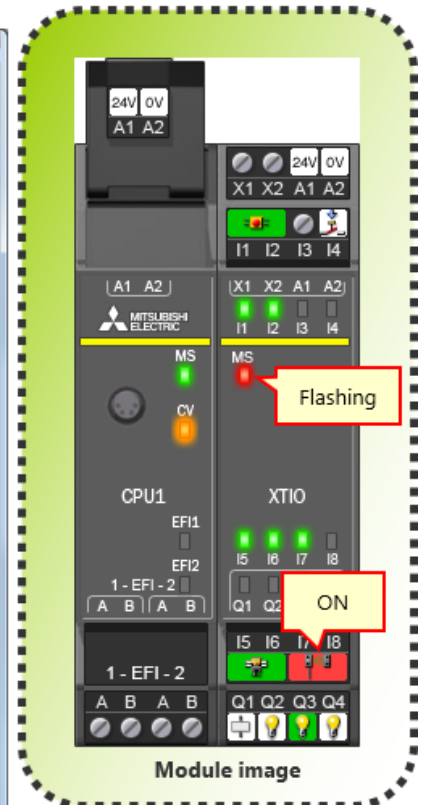 24V 0V
A1 A2
24V 0V
X1 X2 A1 A2
I1 I2 I3 I4
A1 A2
X1 X2 A1 A2
I1 I2 I3 I4
MITSUBISHI
ELECTRIC
MS
MS
Flashing
CV
CPU1
XTIO
EFI1
I5 I6 I7 I8
EFI2
1 - EFI - 2
A B A B
Q1 Q2
ON
I5 I6 I7 I8
1 - EFI - 2
A B A B
Q1 Q2 Q3 Q4
Module image